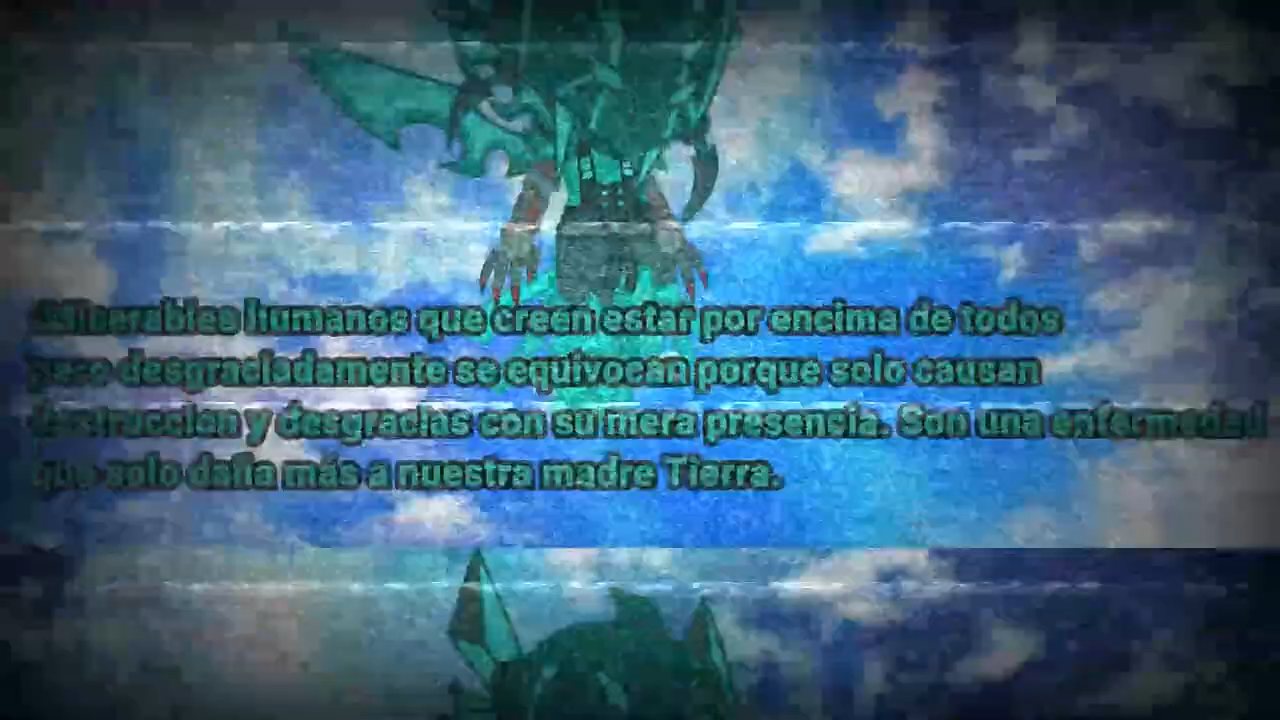 Miserables humanos que creen estar por encima de todos
pero desgraciadamente se equivocan porque solo causan
destruccion y desgracias con su mera presensia. Son una enfermedad
que solo daña más a nuestra madre Tierra.